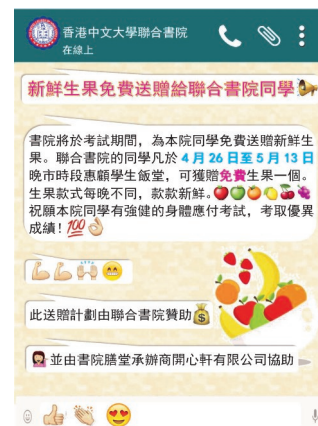 香港中文大學聯合書院
在線上
新鮮生果免費送贈給聯合書院同學
書院將於考試期間，為本院同學免費送贈新鮮生
果。聯合書院的同學凡於 4 月 26 日至 5 月 13 日
晚市時段惠顧學生飯堂，可獲贈免費生果一個。
生果款式每晚不同，款款新鮮。🍎🍏🍊🍋🍒🍇
祝願本院同學有強健的身體應付考試，考取優異
成績！💯👌
此送贈計劃由聯合書院贊助
並由書院膳堂承辦商開心軒有限公司協助